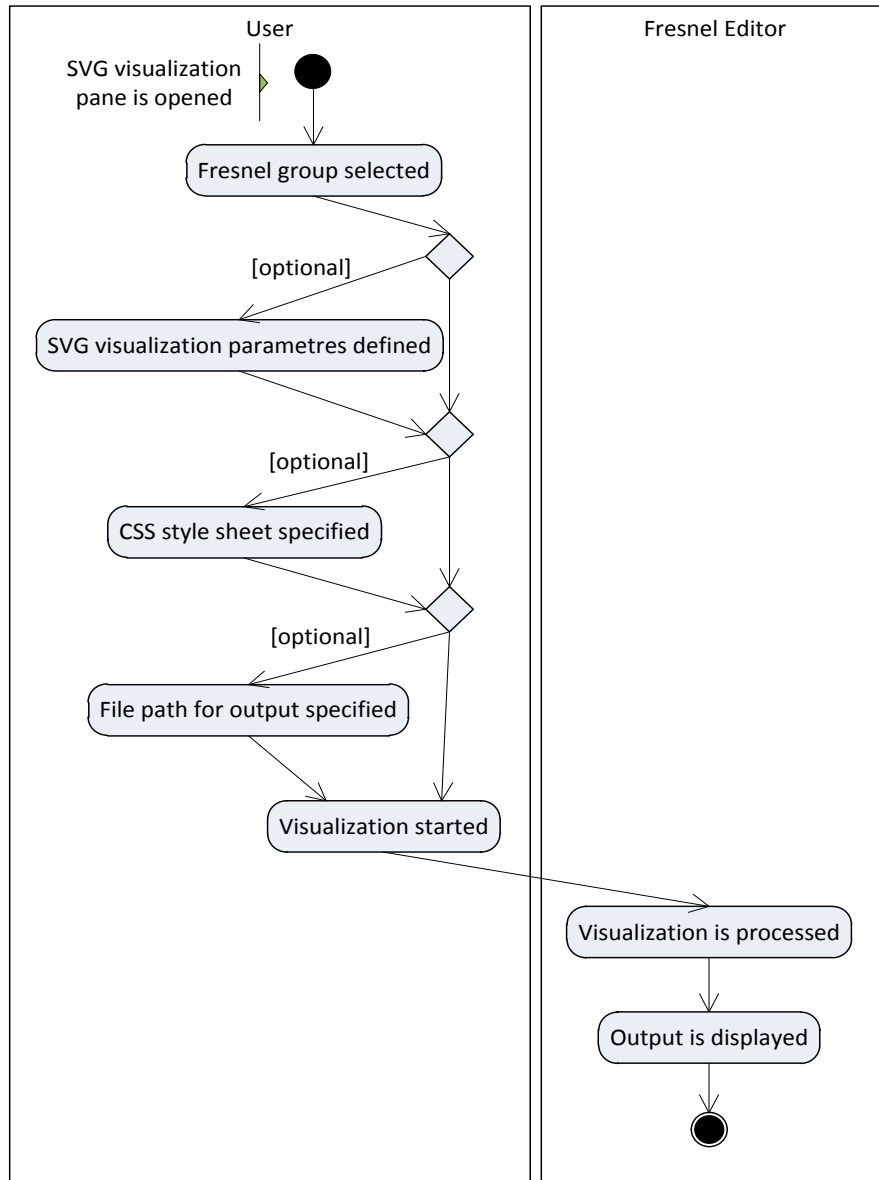 User
Fresnel Editor
SVG visualization
pane is opened
Fresnel group selected
[optional]
SVG visualization parametres defined
[optional]
CSS style sheet specified
[optional]
File path for output specified
Visualization started
Visualization is processed
Output is displayed